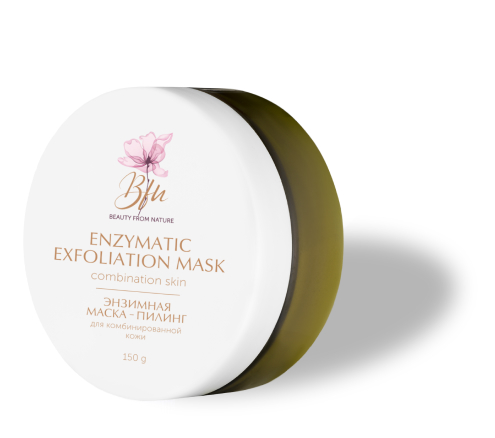 Bfn
BEAUTY FROM NATURE
ENZYMATIC
EXFOLIATION MASK
combination skin
ЭНЗИМНАЯ
МАСКА - ПИЛИНГ
для комбинированной
кожи
150 g